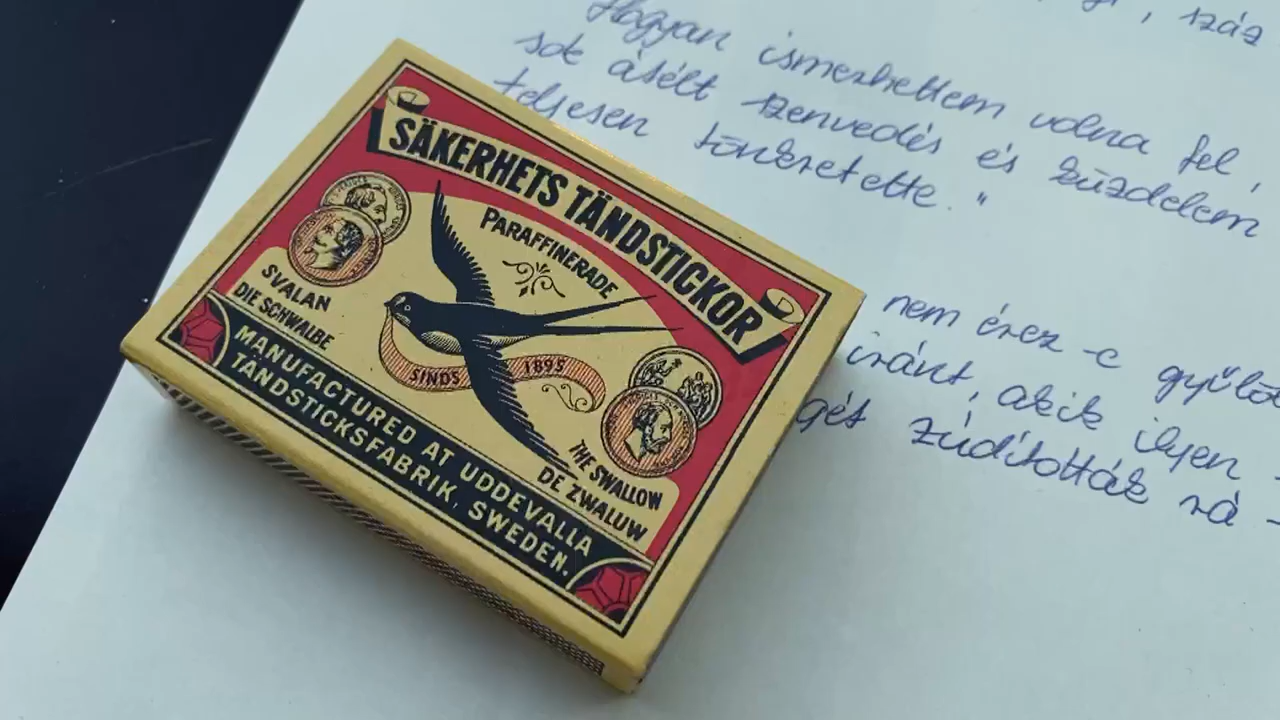 SÄKERHETS TÄNDSTICKOR
PARAFFINERADE
SVALAN
DIE SCHWALBE
SINDS 1895
THE SWALLOW
DE ZWALUW
MANUFACTURED AT UDDEVALLA
TÄNDSTICKSFABRIK, SWEDEN.
, száz
Hogyan ismerhettem volna fel,
sok átélt szenvedés és küzdelem
teljesen tönkretette."
nem érez-e gyűlöl
iránt, akik ilyen
gét zúdították rá -